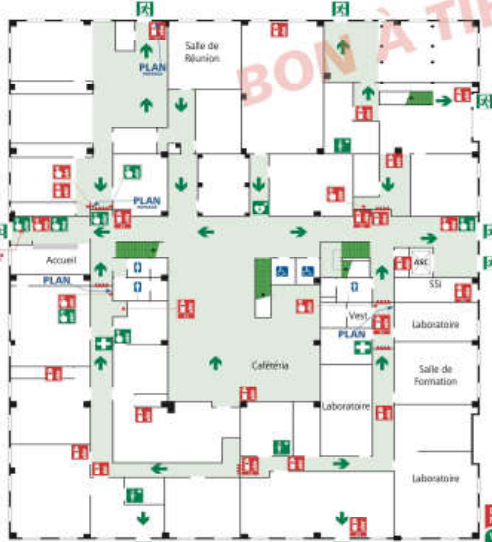 BON À TIR
Salle de
Réunion
PLAN
PLAN
Accueil
PLAN
ASC
SSI
Vest.
PLAN
Laboratoire
Cafétéria
Salle de
Formation
Laboratoire
Laboratoire